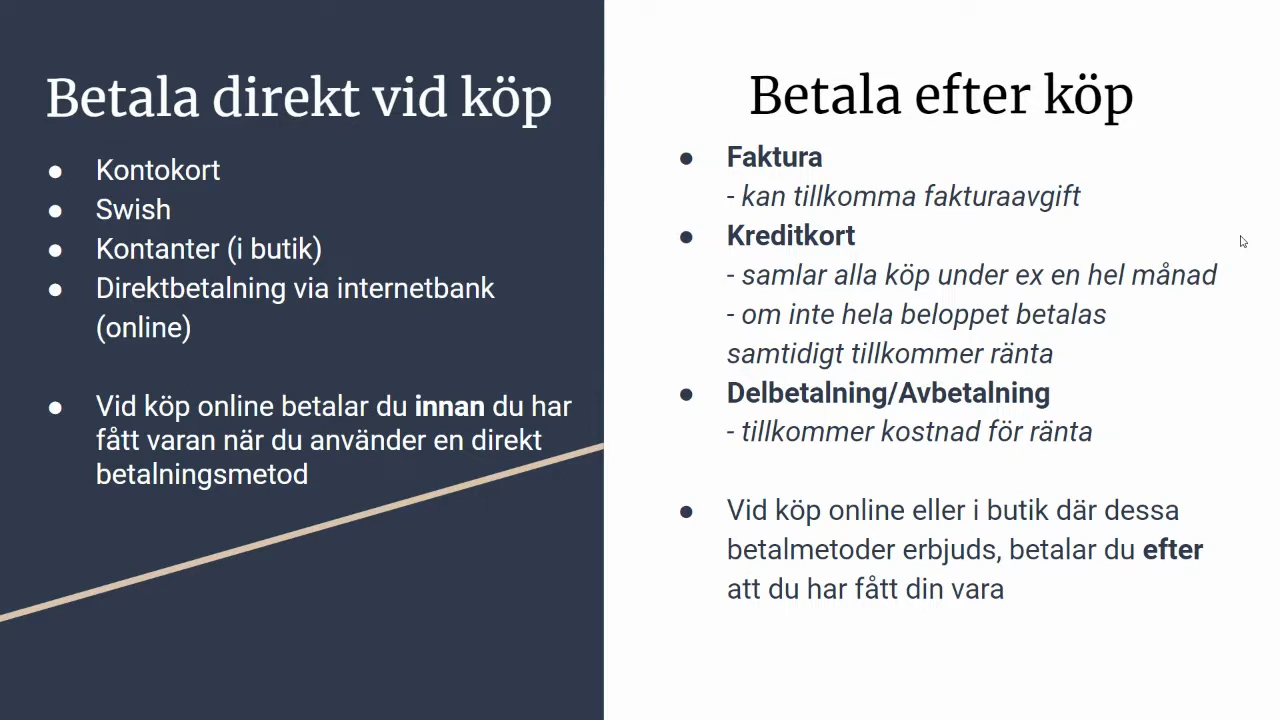 Betala direkt vid köp
● Kontokort
● Swish
● Kontanter (i butik)
● Direktbetalning via internetbank
(online)
● Vid köp online betalar du innan du har
fått varan när du använder en direkt
betalningsmetod
Betala efter köp
● Faktura
- kan tillkomma fakturaavgift
● Kreditkort
- samlar alla köp under ex en hel månad
- om inte hela beloppet betalas
samtidigt tillkommer ränta
● Delbetalning/Avbetalning
- tillkommer kostnad för ränta
● Vid köp online eller i butik där dessa
betalmetoder erbjuds, betalar du efter
att du har fått din vara